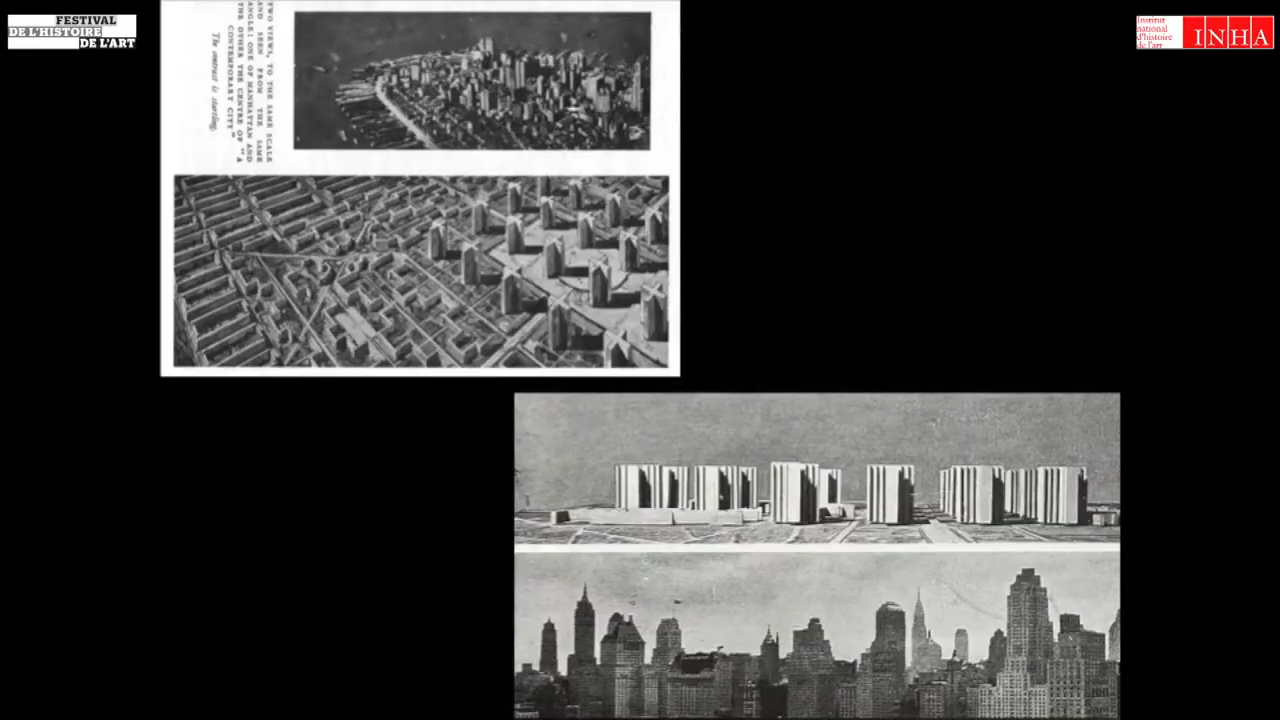 FESTIVAL
DE L'HISTOIRE
DE L'ART
Institut
national
d'histoire
de l'art
INHA
TWO VIEWS, TO THE SAME SCALE
AND SEEN FROM THE SAME
ANGLE: ONE OF MANHATTAN AND
THE OTHER THE CENTRE OF "A
CONTEMPORARY CITY"
The contrast is startling.